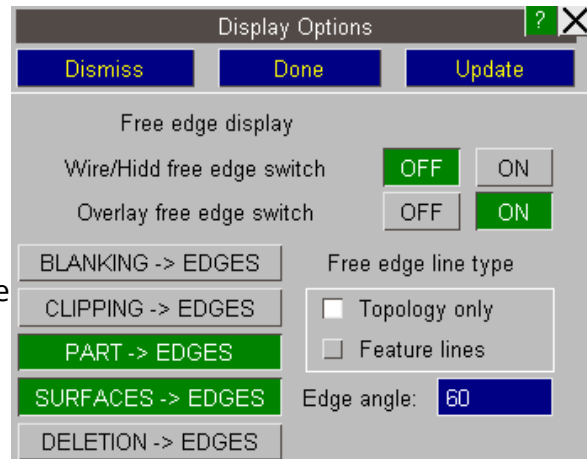 Display Options ? X
Dismiss Done Update
Free edge display
Wire/Hidd free edge switch OFF ON
Overlay free edge switch OFF ON
BLANKING -> EDGES Free edge line type
e CLIPPING -> EDGES Topology only
PART -> EDGES Feature lines
SURFACES -> EDGES Edge angle: 60
DELETION -> EDGES